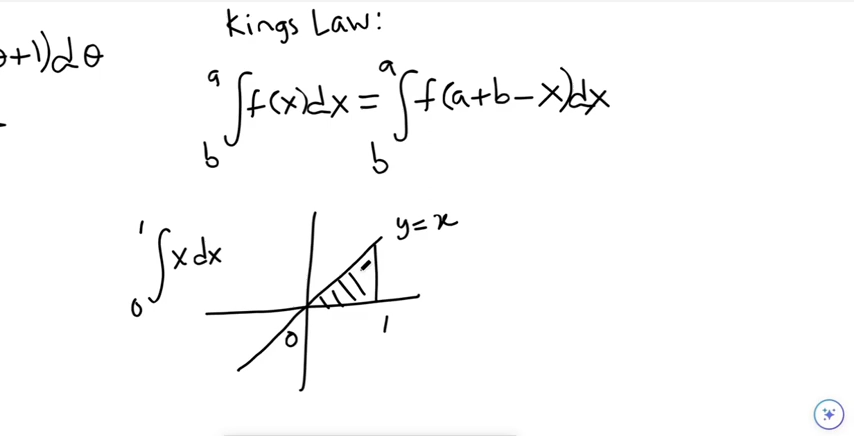 Kings Law:
θ+1)dθ
a∫b f(x)dx = a∫b f(a+b-x)dx
1∫0 x dx
y=x
0
1